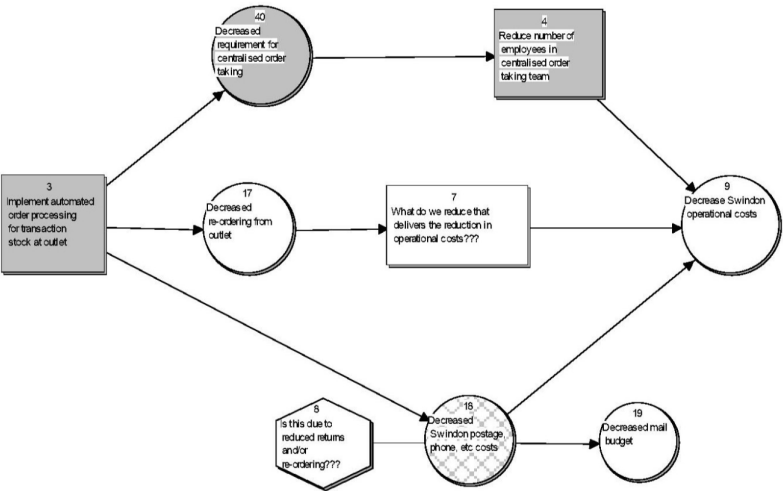 40
Decreased
requirement for
centralised order
taking
4
Reduce number of
employees in
centralised order
taking team
3
Implement automated
order processing
for transaction
stock at outlet
17
Decreased
re-ordering from
outlet
7
What do we reduce that
delivers the reduction in
operational costs???
9
Decrease Swindon
operational costs
8
Is this due to
reduced returns
and/or
re-ordering???
18
Decreased
Swindon postage,
phone, etc costs
19
Decreased mail
budget